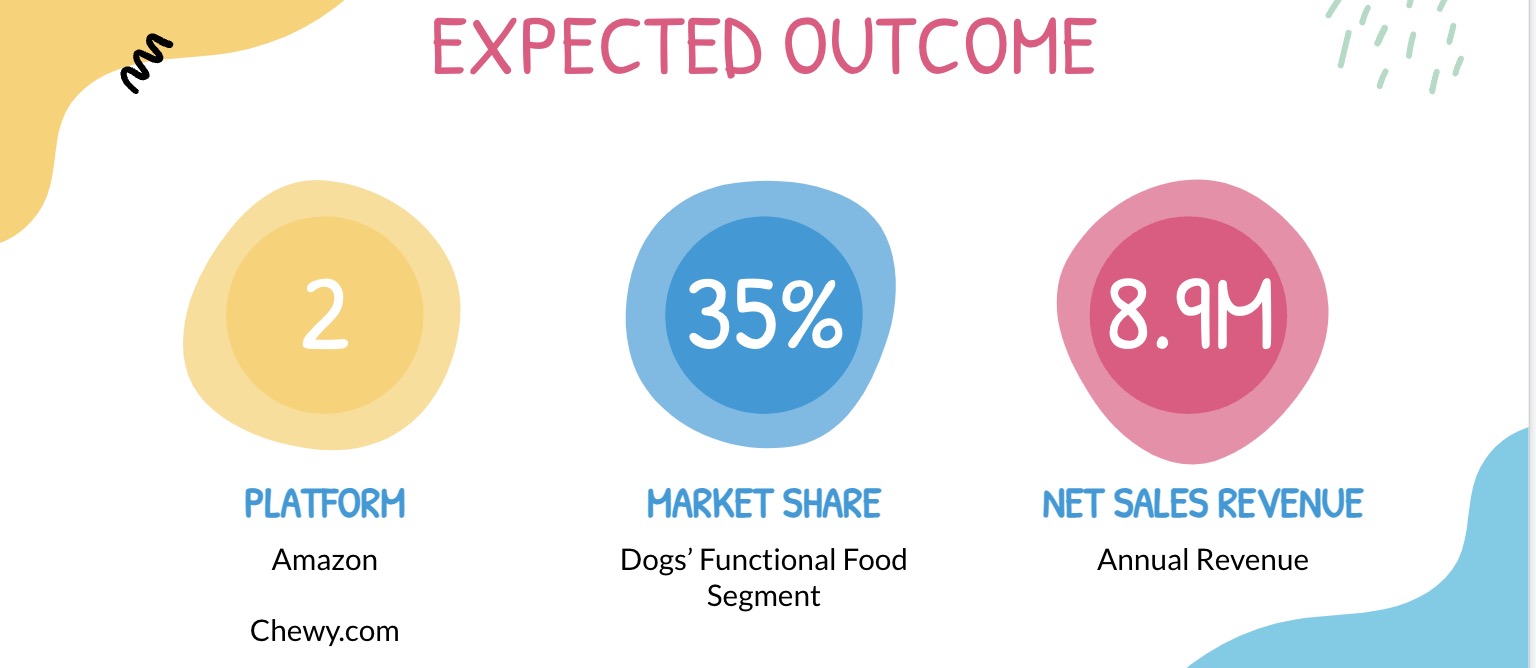 EXPECTED OUTCOME
2
PLATFORM
Amazon
Chewy.com
35%
MARKET SHARE
Dogs’ Functional Food
Segment
8.9M
NET SALES REVENUE
Annual Revenue